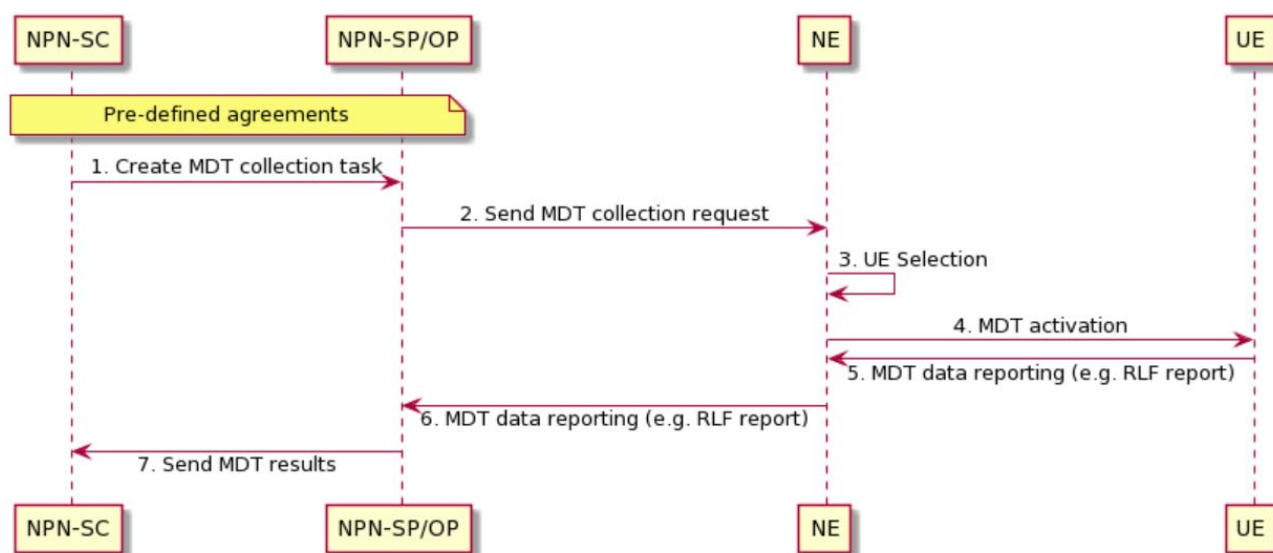 NPN-SC NPN-SP/OP NE UE
Pre-defined agreements
1. Create MDT collection task
2. Send MDT collection request
3. UE Selection
4. MDT activation
5. MDT data reporting (e.g. RLF report)
6. MDT data reporting (e.g. RLF report)
7. Send MDT results
NPN-SC NPN-SP/OP NE UE